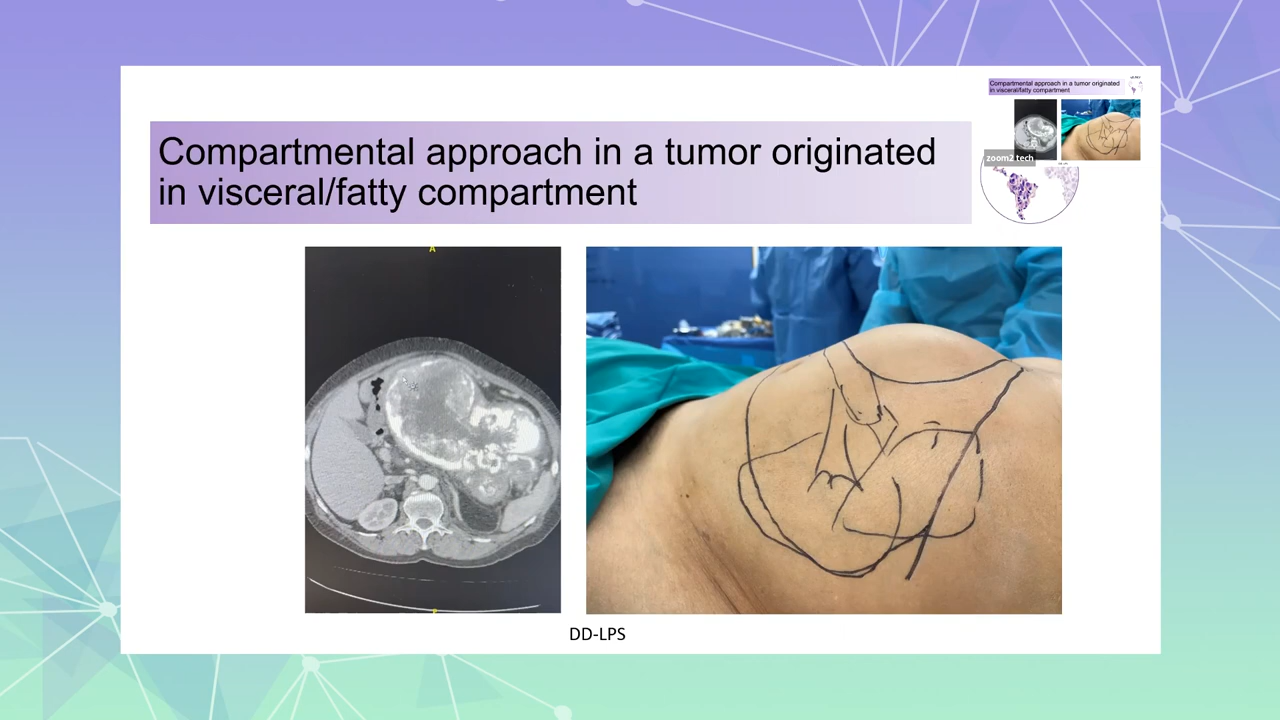 Compartmental approach in a tumor originated
in visceral/fatty compartment
Compartmental approach in a tumor originated
in visceral/fatty compartment
zoom2 tech
A
DD-LPS